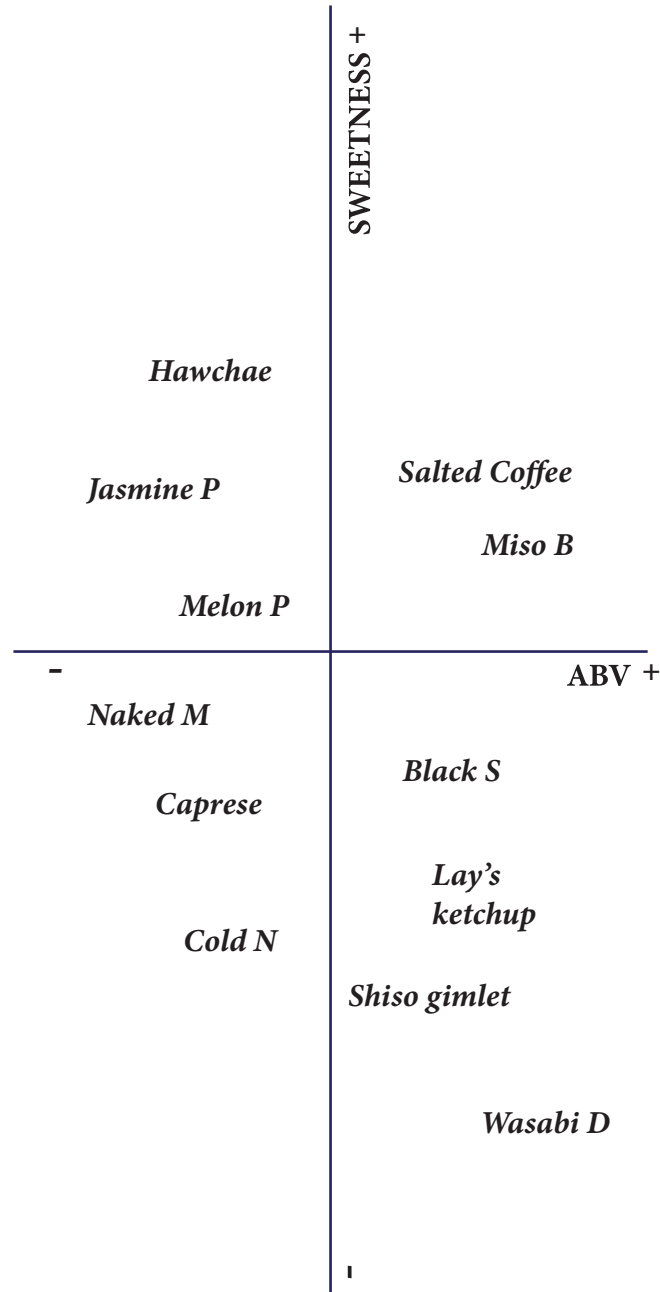 SWEETNESS +
Hawchae
Salted Coffee
Jasmine P
Miso B
Melon P
-
ABV +
Naked M
Black S
Caprese
Lay’s
ketchup
Cold N
Shiso gimlet
Wasabi D
-